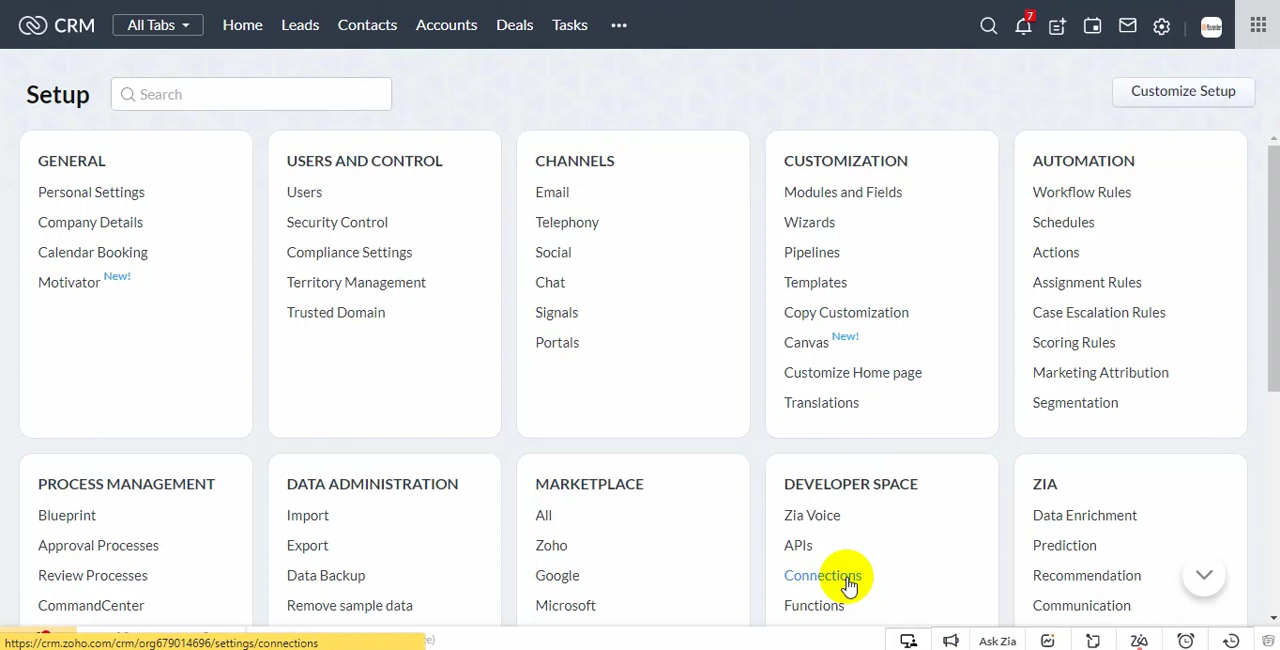 CRM All Tabs Home Leads Contacts Accounts Deals Tasks ••• 7
Setup Search Customize Setup
GENERAL
Personal Settings
Company Details
Calendar Booking
Motivator New!
USERS AND CONTROL
Users
Security Control
Compliance Settings
Territory Management
Trusted Domain
CHANNELS
Email
Telephony
Social
Chat
Signals
Portals
CUSTOMIZATION
Modules and Fields
Wizards
Pipelines
Templates
Copy Customization
Canvas New!
Customize Home page
Translations
AUTOMATION
Workflow Rules
Schedules
Actions
Assignment Rules
Case Escalation Rules
Scoring Rules
Marketing Attribution
Segmentation
PROCESS MANAGEMENT
Blueprint
Approval Processes
Review Processes
CommandCenter
DATA ADMINISTRATION
Import
Export
Data Backup
Remove sample data
MARKETPLACE
All
Zoho
Google
Microsoft
DEVELOPER SPACE
Zia Voice
APIs
Connections
Functions
ZIA
Data Enrichment
Prediction
Recommendation
Communication
https://crm.zoho.com/crm/org679014696/settings/connections
Ask Zia